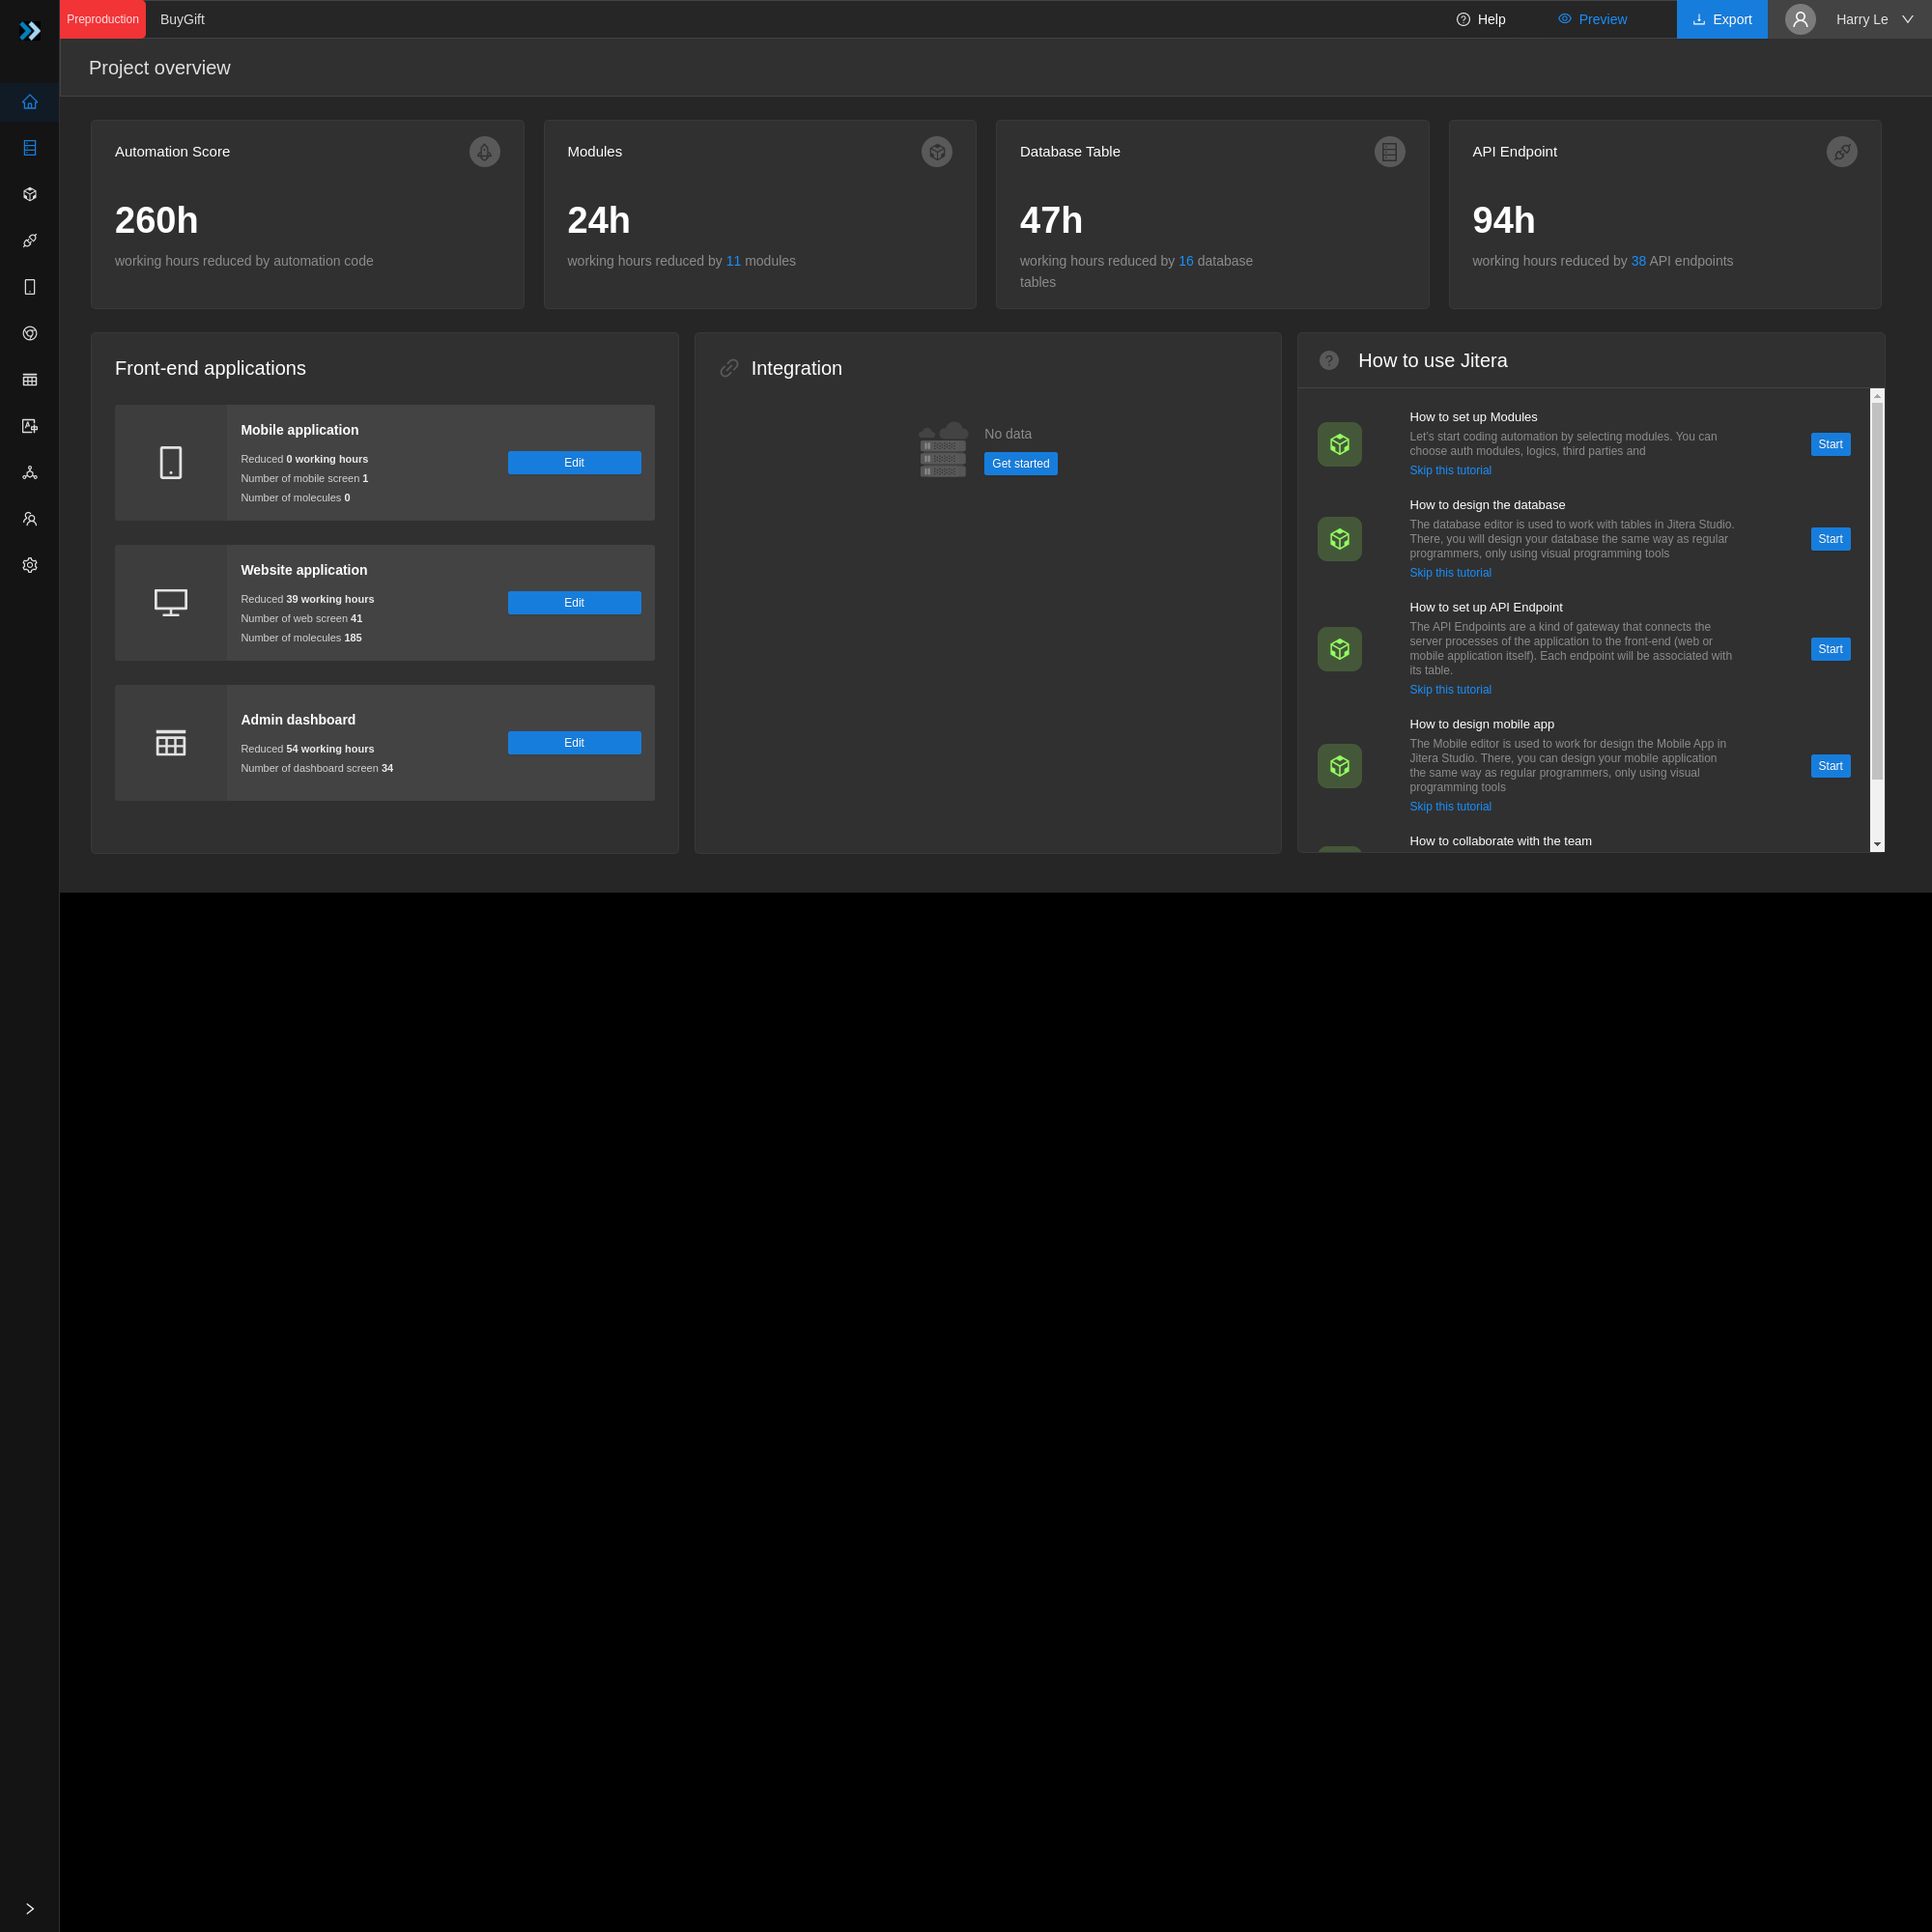 Preproduction BuyGift Help Preview Export Harry Le
Project overview
Automation Score
260h
working hours reduced by automation code
Modules
24h
working hours reduced by 11 modules
Database Table
47h
working hours reduced by 16 database
tables
API Endpoint
94h
working hours reduced by 38 API endpoints
Front-end applications
Mobile application
Reduced 0 working hours
Number of mobile screen 1
Number of molecules 0
Edit
Website application
Reduced 39 working hours
Number of web screen 41
Number of molecules 185
Edit
Admin dashboard
Reduced 54 working hours
Number of dashboard screen 34
Edit
Integration
No data
Get started
How to use Jitera
How to set up Modules
Let's start coding automation by selecting modules. You can
choose auth modules, logic, third parties and
Skip this tutorial
Start
How to design the database
The database editor is used to work with tables in Jitera Studio.
There, you will design your database the same way as regular
programmers, only using visual programming tools
Skip this tutorial
Start
How to set up API Endpoint
The API Endpoints are a kind of gateway that connects the
server processes of the application to the front-end (web or
mobile application itself). Each endpoint will be associated with
its table.
Skip this tutorial
Start
How to design mobile app
The Mobile editor is used to work for design the Mobile App in
Jitera Studio. There, you can design your mobile application
the same way as regular programmers, only using visual
programming tools
Skip this tutorial
Start
How to collaborate with the team